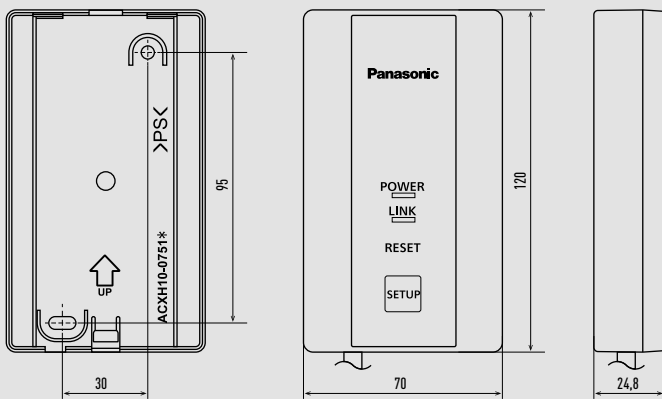 >PS<
ACXH10-0751*
UP
95
30
Panasonic
POWER
LINK
RESET
SETUP
120
70
24,8